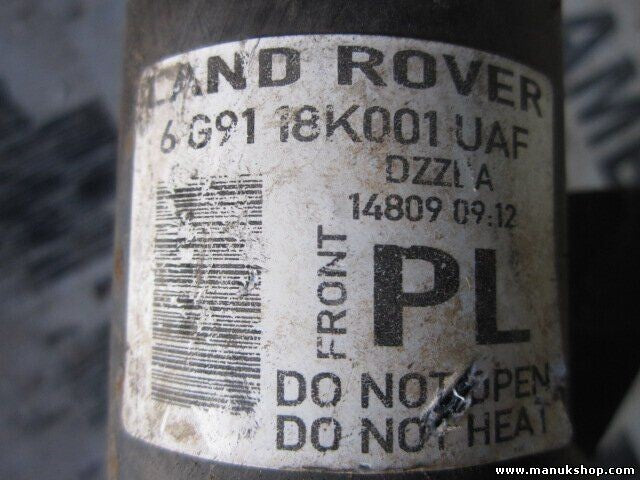 LAND ROVER
6G91 18K001 UAF
DZZLA
14809 09:12
FRONT
PL
DO NOT OPEN
DO NOT HEAT
www.manukshop.com